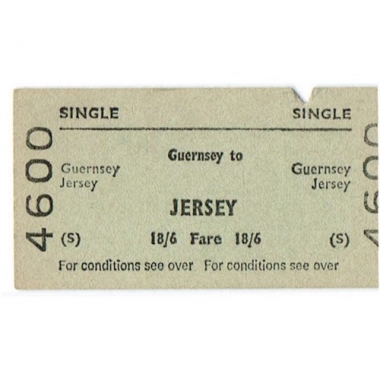 SINGLE SINGLE
Guernsey to
Guernsey Guernsey
Jersey Jersey
JERSEY
(S) 18/6 Fare 18/6 (S)
For conditions see over For conditions see over
4600
4600